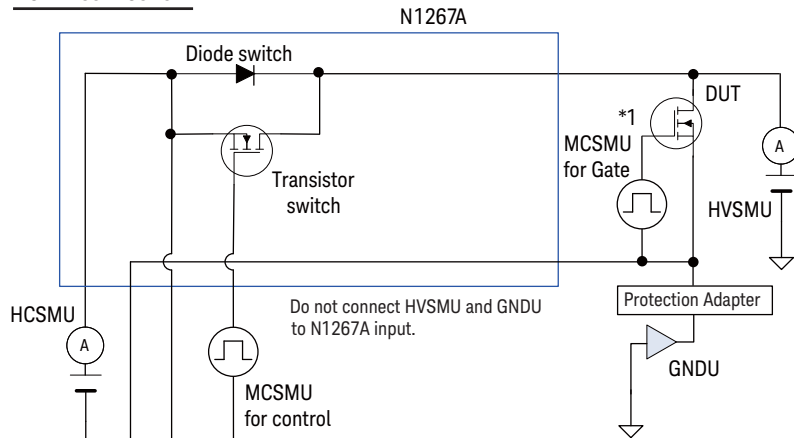 N1267A
Diode switch
DUT
*1
A
MCSMU
for Gate
Transistor
switch
HVSMU
Do not connect HVSMU and GNDU
to N1267A input.
Protection Adapter
HCSMU
A
GNDU
MCSMU
for control